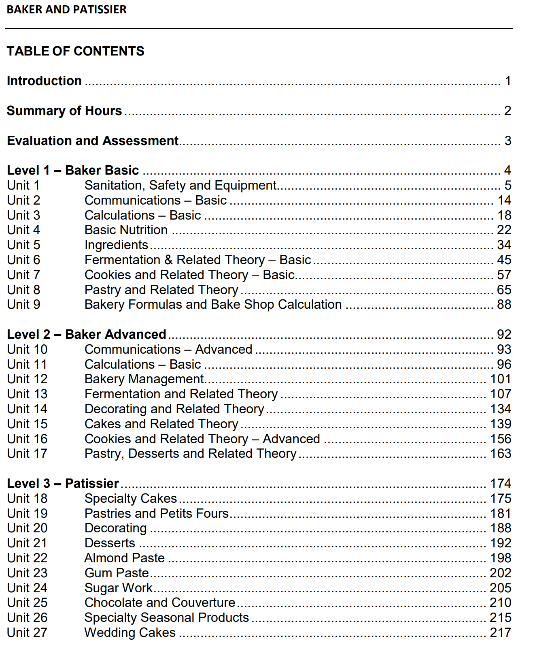 BAKER AND PATISSIER
TABLE OF CONTENTS
Introduction ........ 1
Summary of Hours ........ 2
Evaluation and Assessment ........ 3
Level 1 – Baker Basic ........ 4
Unit 1 Sanitation, Safety and Equipment ........ 5
Unit 2 Communications – Basic ........ 14
Unit 3 Calculations – Basic ........ 18
Unit 4 Basic Nutrition ........ 22
Unit 5 Ingredients ........ 34
Unit 6 Fermentation & Related Theory – Basic ........ 45
Unit 7 Cookies and Related Theory – Basic ........ 57
Unit 8 Pastry and Related Theory ........ 65
Unit 9 Bakery Formulas and Bake Shop Calculation ........ 88
Level 2 – Baker Advanced ........ 92
Unit 10 Communications – Advanced ........ 93
Unit 11 Calculations – Basic ........ 96
Unit 12 Bakery Management ........ 101
Unit 13 Fermentation and Related Theory ........ 107
Unit 14 Decorating and Related Theory ........ 134
Unit 15 Cakes and Related Theory ........ 139
Unit 16 Cookies and Related Theory – Advanced ........ 156
Unit 17 Pastry, Desserts and Related Theory ........ 163
Level 3 – Patissier ........ 174
Unit 18 Specialty Cakes ........ 175
Unit 19 Pastries and Petits Fours ........ 181
Unit 20 Decorating ........ 188
Unit 21 Desserts ........ 192
Unit 22 Almond Paste ........ 198
Unit 23 Gum Paste ........ 202
Unit 24 Sugar Work ........ 205
Unit 25 Chocolate and Couverture ........ 210
Unit 26 Specialty Seasonal Products ........ 215
Unit 27 Wedding Cakes ........ 217